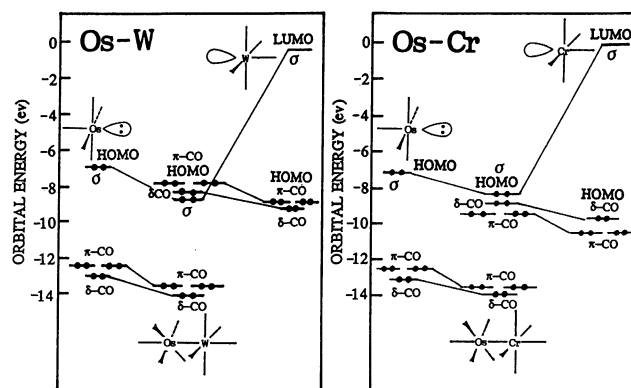 Os-W
ORBITAL ENERGY (ev)
0
-2
-4
-6
-8
-10
-12
-14
LUMO
σ
W
Os
HOMO
σ
π-CO
HOMO
δ-CO
σ
HOMO
π-CO
δ-CO
π-CO
δ-CO
π-CO
δ-CO
Os
W
Os-Cr
ORBITAL ENERGY (ev)
0
-2
-4
-6
-8
-10
-12
-14
LUMO
σ
Cr
Os
HOMO
σ
σ
HOMO
δ-CO
π-CO
HOMO
δ-CO
π-CO
π-CO
δ-CO
π-CO
δ-CO
Os
Cr